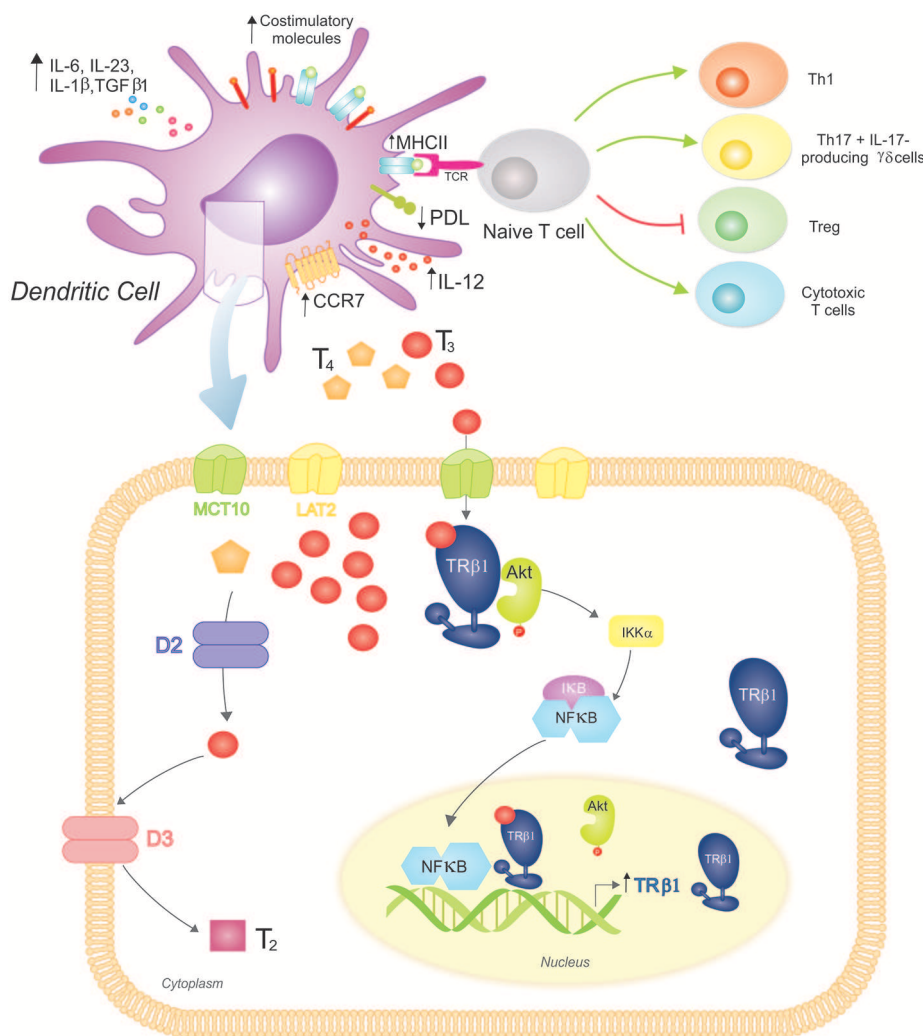 ↑ Costimulatory
molecules
↑ IL-6, IL-23,
IL-1β,TGFβ1
↑MHCII
TCR
↓PDL
Naive T cell
↑IL-12
↑CCR7
Dendritic Cell
Th1
Th17 + IL-17-
producing γδcells
Treg
Cytotoxic
T cells
T4
T3
MCT10
LAT2
TRβ1
Akt
P
IKKα
D2
IκB
NFκB
TRβ1
D3
Akt
P
TRβ1
NFκB
↑TRβ1
TRβ1
T2
Cytoplasm
Nucleus